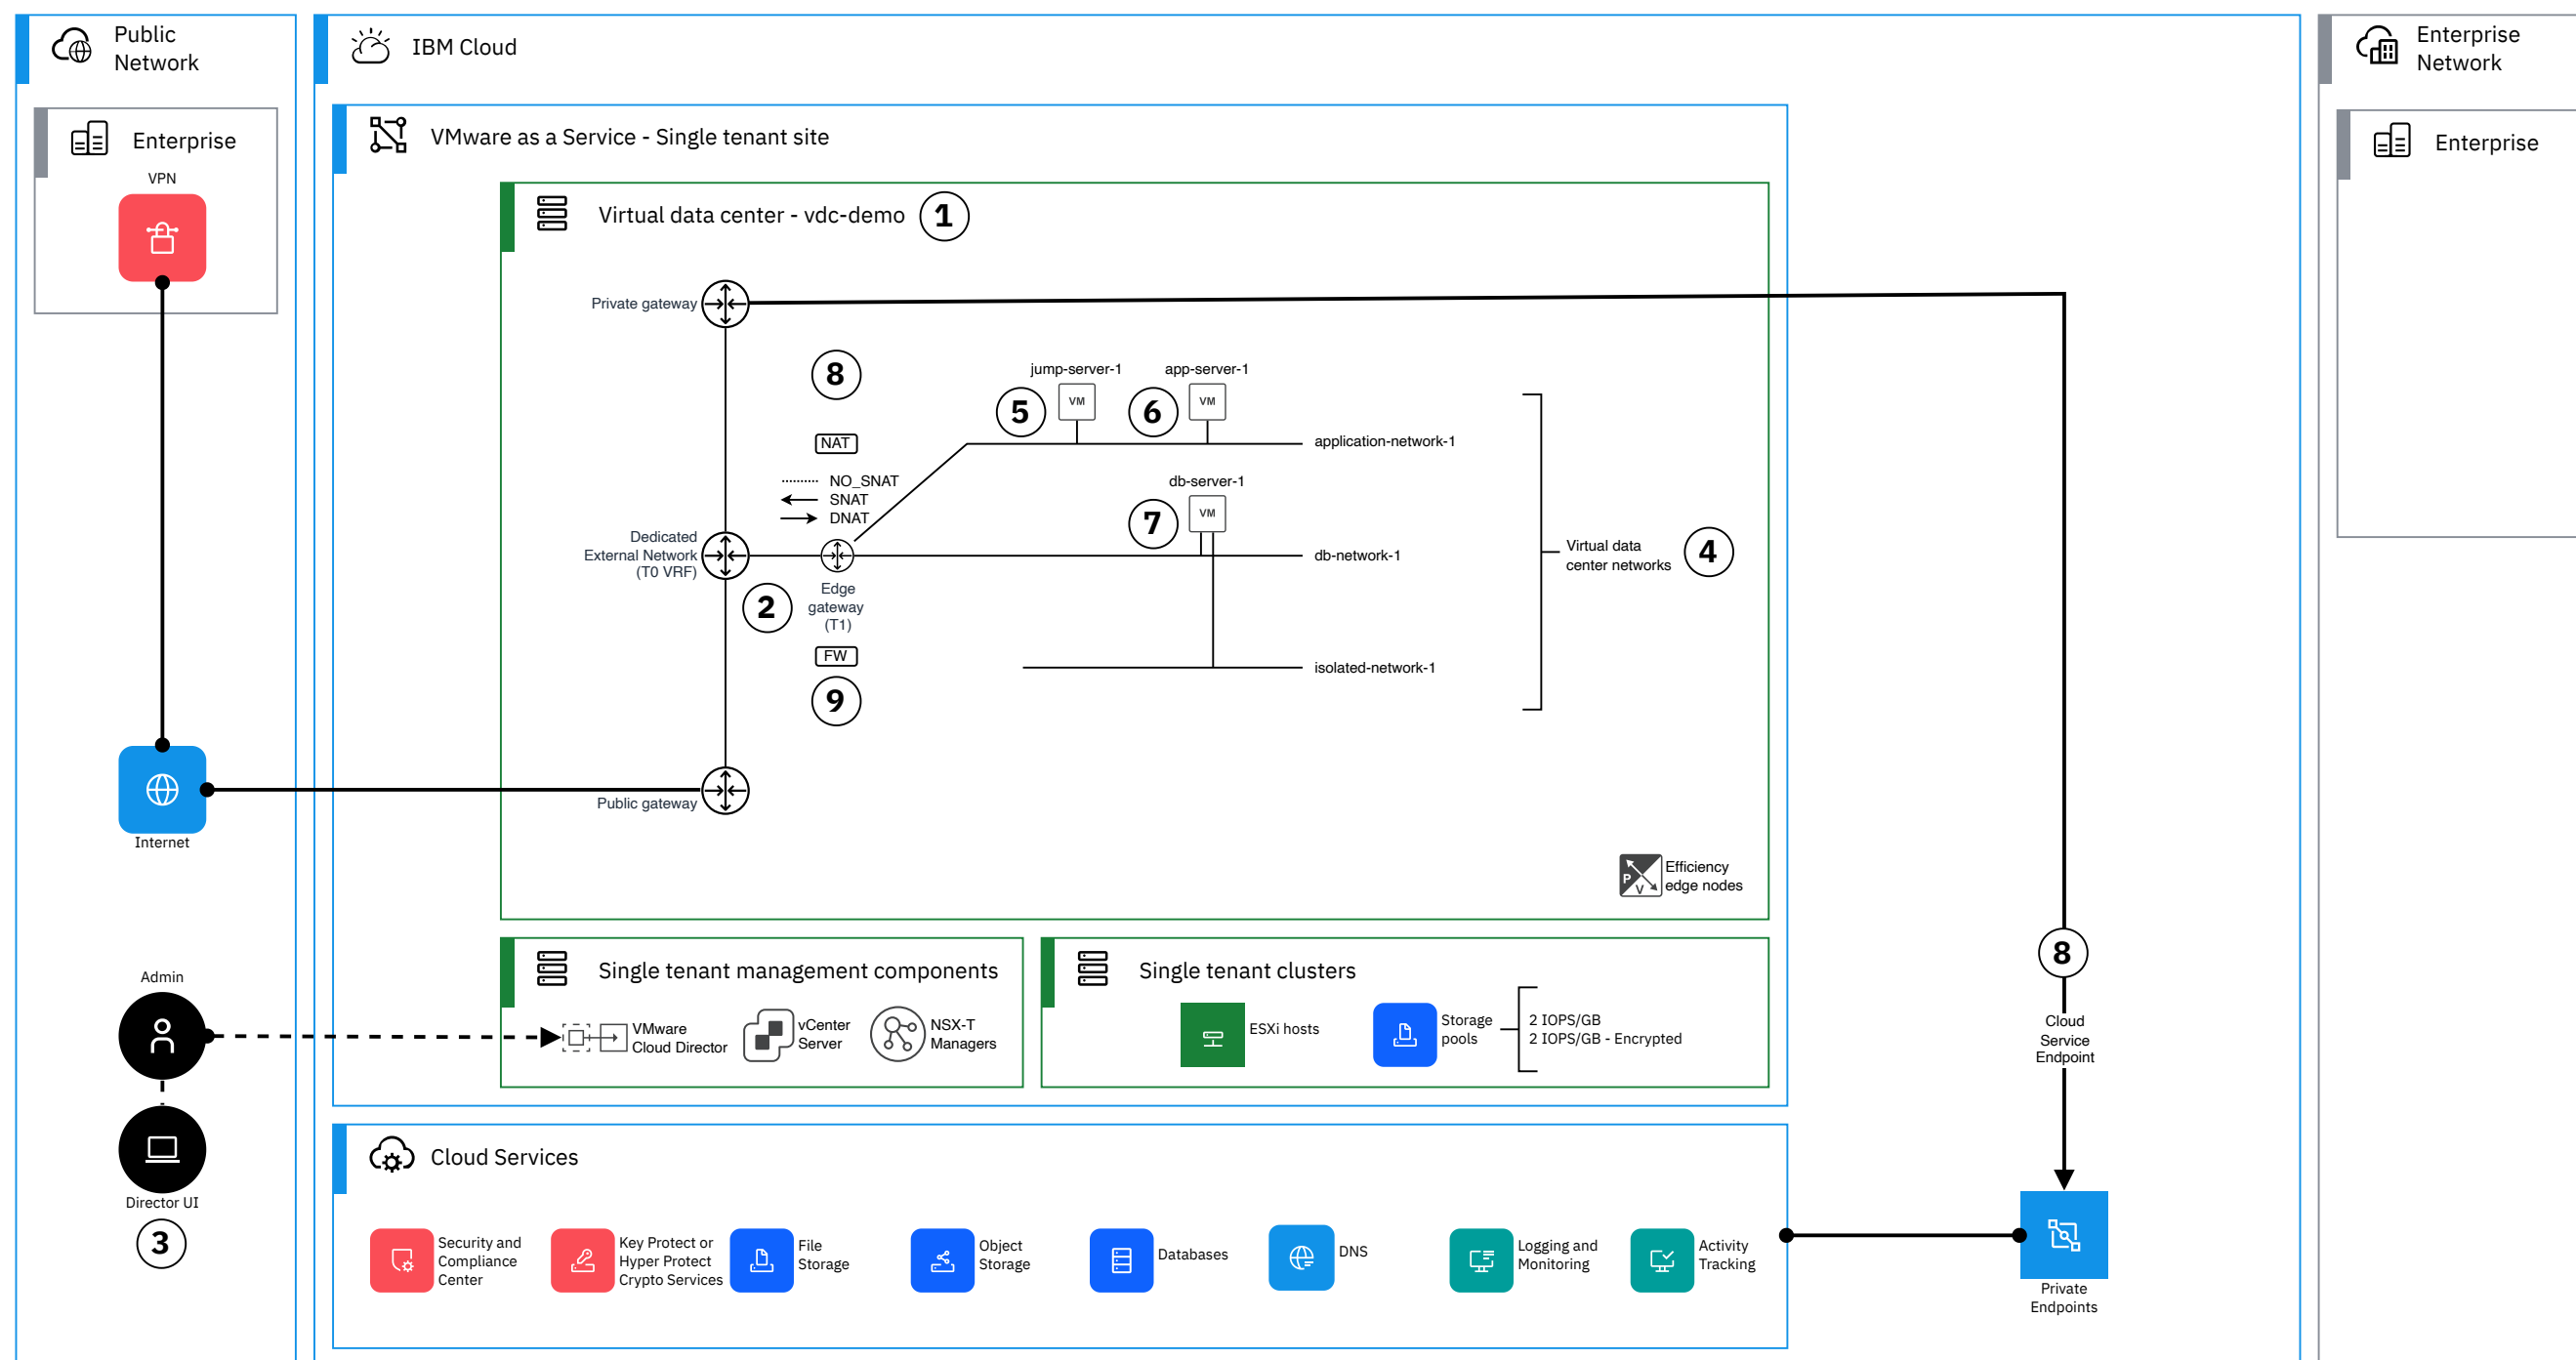 Public
Network
Enterprise
VPN
Internet
Admin
Director UI
3
IBM Cloud
VMware as a Service - Single tenant site
Virtual data center - vdc-demo
1
Private gateway
8
NAT
NO_SNAT
SNAT
DNAT
Dedicated
External Network
(T0 VRF)
2
Edge
gateway
(T1)
FW
9
Public gateway
jump-server-1
app-server-1
5
VM
6
VM
application-network-1
db-server-1
7
VM
db-network-1
isolated-network-1
Virtual data
center networks
4
P
V
Efficiency
edge nodes
Single tenant management components
VMware
Cloud Director
vCenter
Server
NSX-T
Managers
Single tenant clusters
ESXi hosts
Storage
pools
2 IOPS/GB
2 IOPS/GB - Encrypted
Cloud Services
Security and
Compliance
Center
Key Protect or
Hyper Protect
Crypto Services
File
Storage
Object
Storage
Databases
DNS
Logging and
Monitoring
Activity
Tracking
8
Cloud
Service
Endpoint
Private
Endpoints
Enterprise
Network
Enterprise